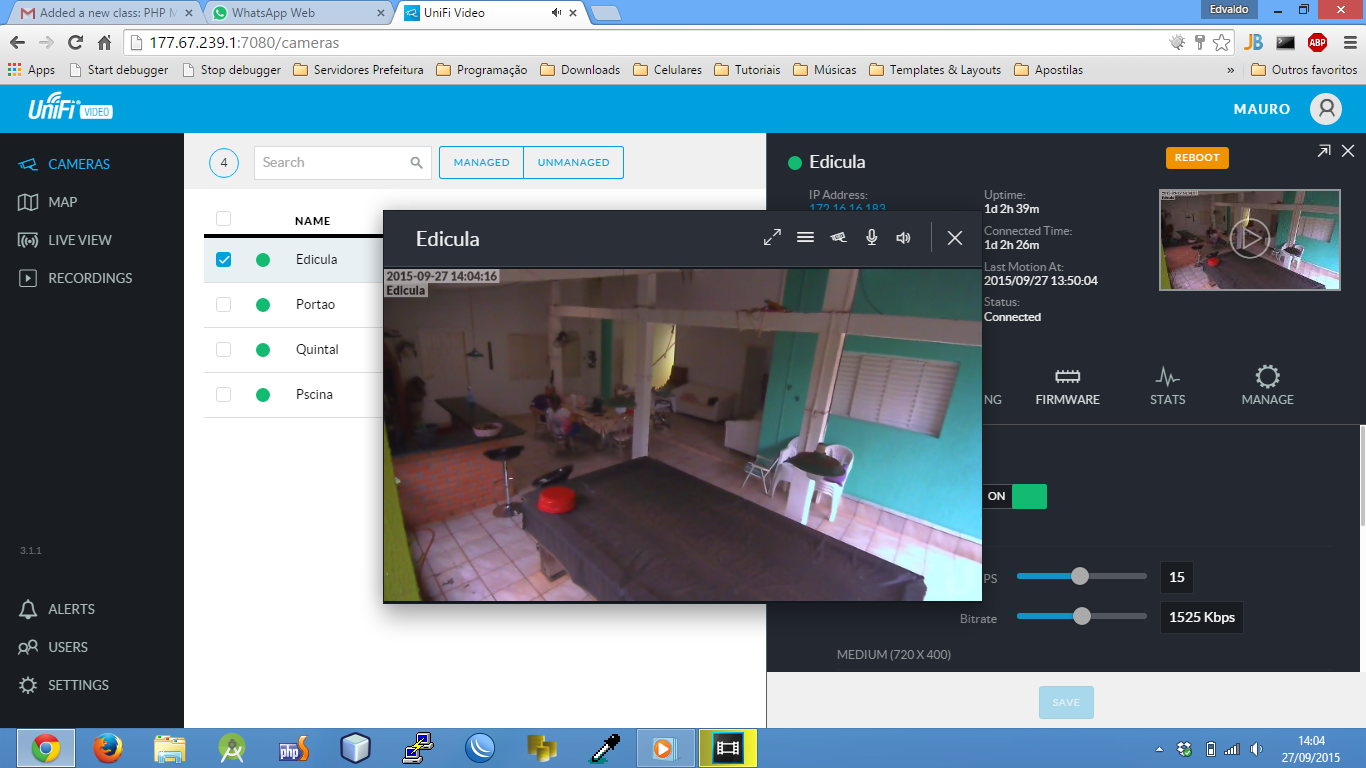 Added a new class: PHP M
WhatsApp Web
UniFi Video
Edvaldo
177.67.239.1:7080/cameras
Apps
Start debugger
Stop debugger
Servidores Prefeitura
Programação
Downloads
Celulares
Tutoriais
Músicas
Templates & Layouts
Apostilas
»
Outros favoritos
JB
ABP
UniFi VIDEO
MAURO
CAMERAS
MAP
LIVE VIEW
RECORDINGS
3.1.1
ALERTS
USERS
SETTINGS
4
Search
MANAGED
UNMANAGED
NAME
Edicula
Portao
Quintal
Pscina
Edicula
2015-09-27 14:04:16
Edicula
Edicula
REBOOT
IP Address:
172.16.16.183
Uptime:
1d 2h 39m
Connected Time:
1d 2h 26m
Last Motion At:
2015/09/27 13:50:04
Status:
Connected
NG
FIRMWARE
STATS
MANAGE
ON
PS
15
Bitrate
1525 Kbps
MEDIUM (720 X 400)
SAVE
php
14:04
27/09/2015